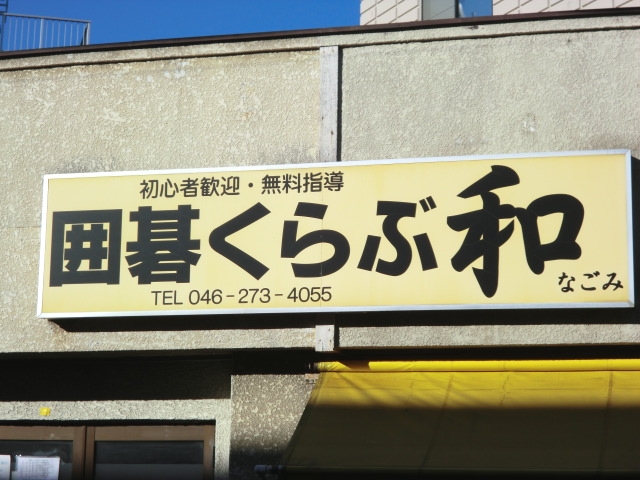 初心者歓迎・無料指導
囲碁くらぶ和
なごみ
TEL 046-273-4055